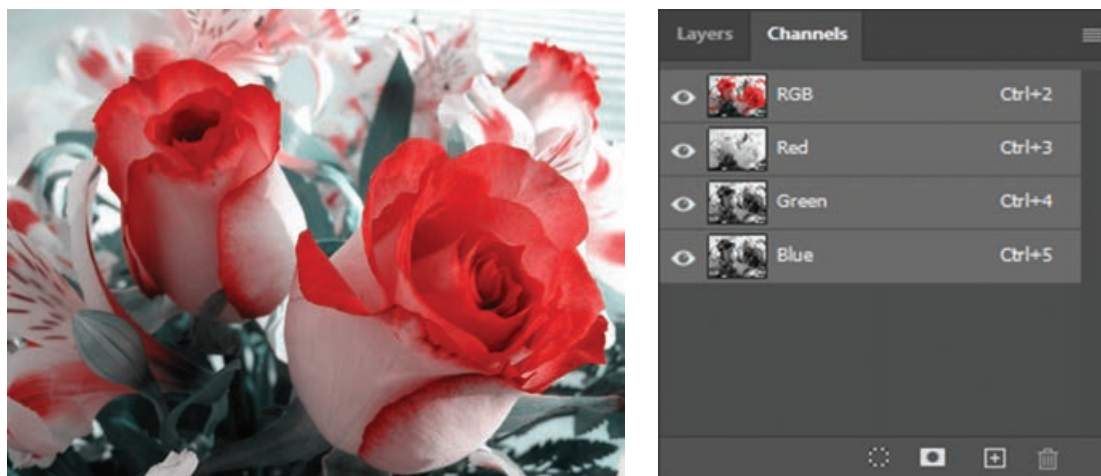 Layers Channels
RGB Ctrl+2
Red Ctrl+3
Green Ctrl+4
Blue Ctrl+5